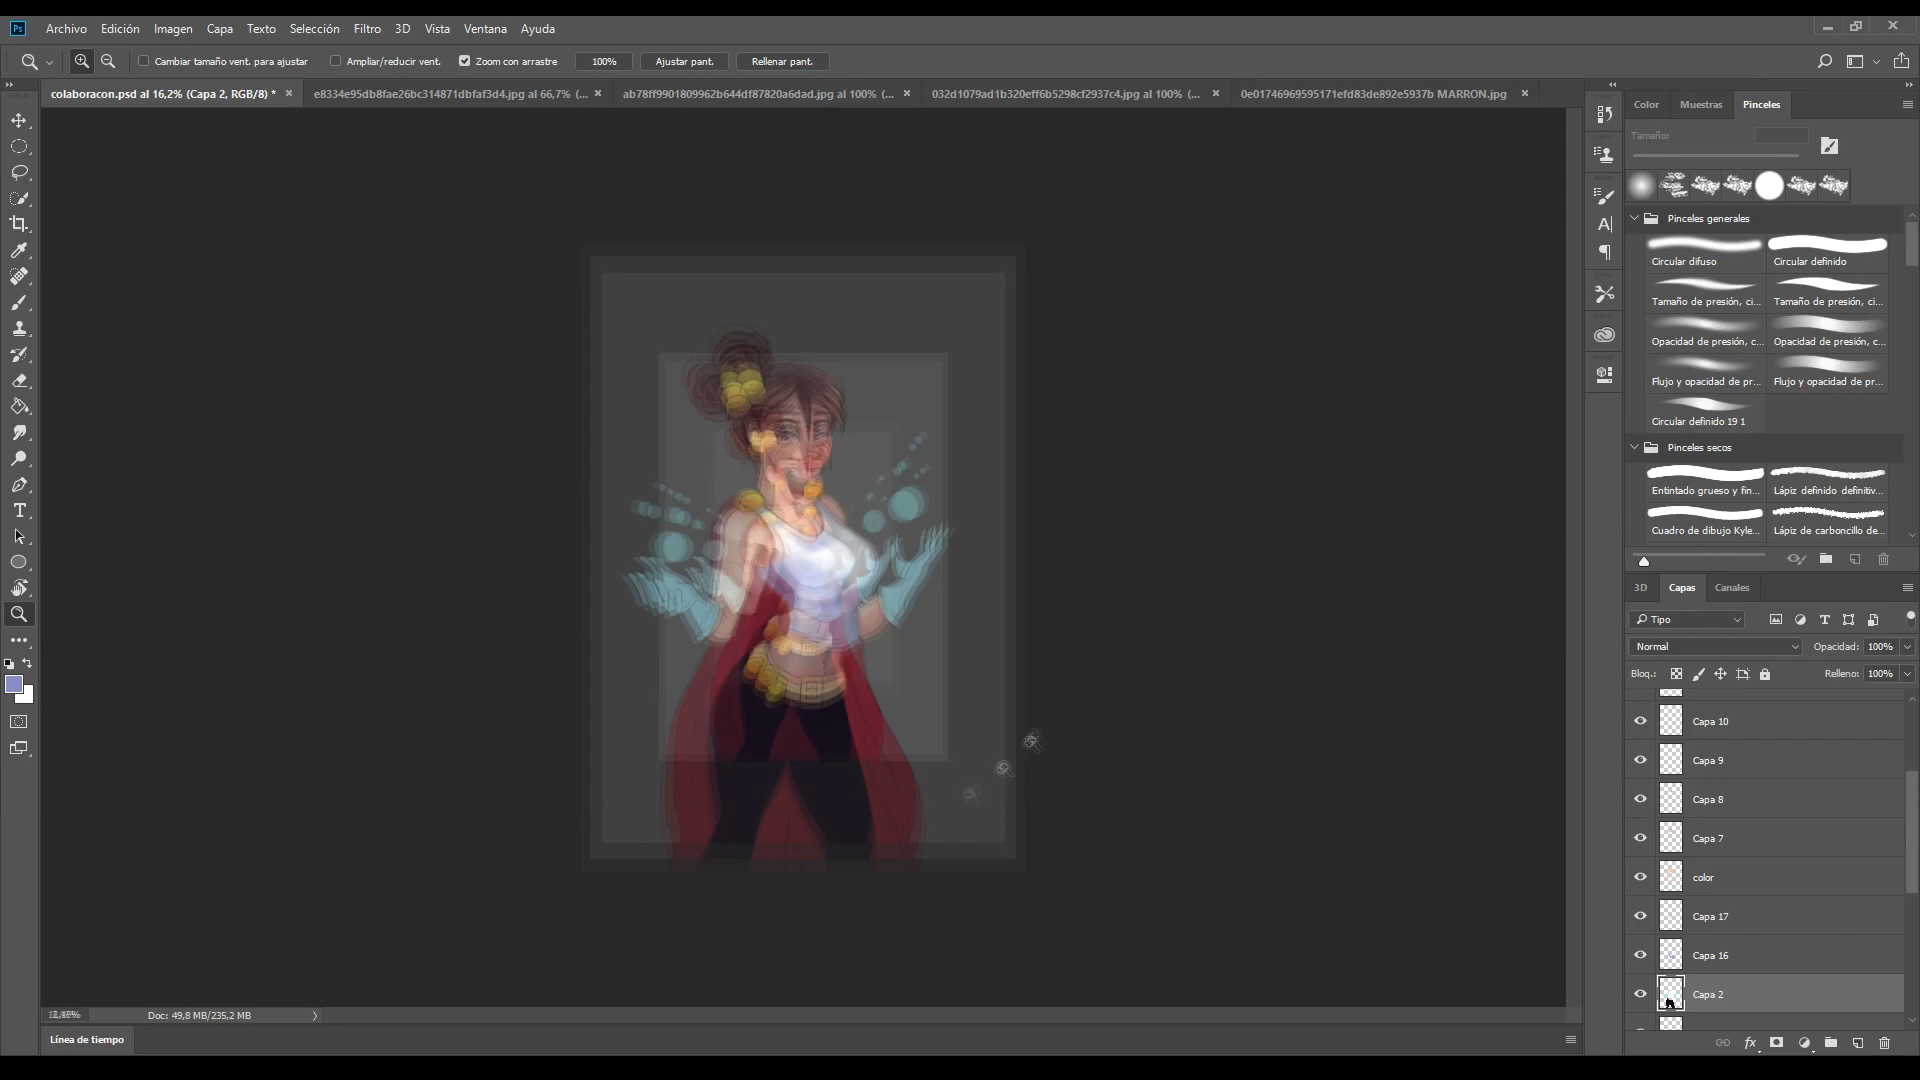 Ps Archivo Edición Imagen Capa Texto Selección Filtro 3D Vista Ventana Ayuda
Cambiar tamaño vent. para ajustar Ampliar/reducir vent. Zoom con arrastre 100% Ajustar pant. Rellenar pant.
colaboracon.psd al 16,2% (Capa 2, RGB/8) * e8334e95db8fae26bc314871dbfaf3d4.jpg al 66,7% (... ab78ff9901809962b644df87820a6dad.jpg al 100% (... 032d1079ad1b320eff6b5298cf2937c4.jpg al 100% (... 0e01746969595171efd83de892e5937b MARRON.jpg
Color Muestras Pinceles
Tamaño:
Pinceles generales
Circular difuso Circular definido
Tamaño de presión, ci... Tamaño de presión, ci...
Opacidad de presión, c... Opacidad de presión, c...
Flujo y opacidad de pr... Flujo y opacidad de pr...
Circular definido 19 1
Pinceles secos
Entintado grueso y fin... Lápiz definido definitiv...
Cuadro de dibujo Kyle... Lápiz de carboncillo de...
3D Capas Canales
Tipo
Normal Opacidad: 100%
Bloq.: Relleno: 100%
Capa 10
Capa 9
Capa 8
Capa 7
color
Capa 17
Capa 16
Capa 2
Doc: 49,8 MB/235,2 MB
Línea de tiempo